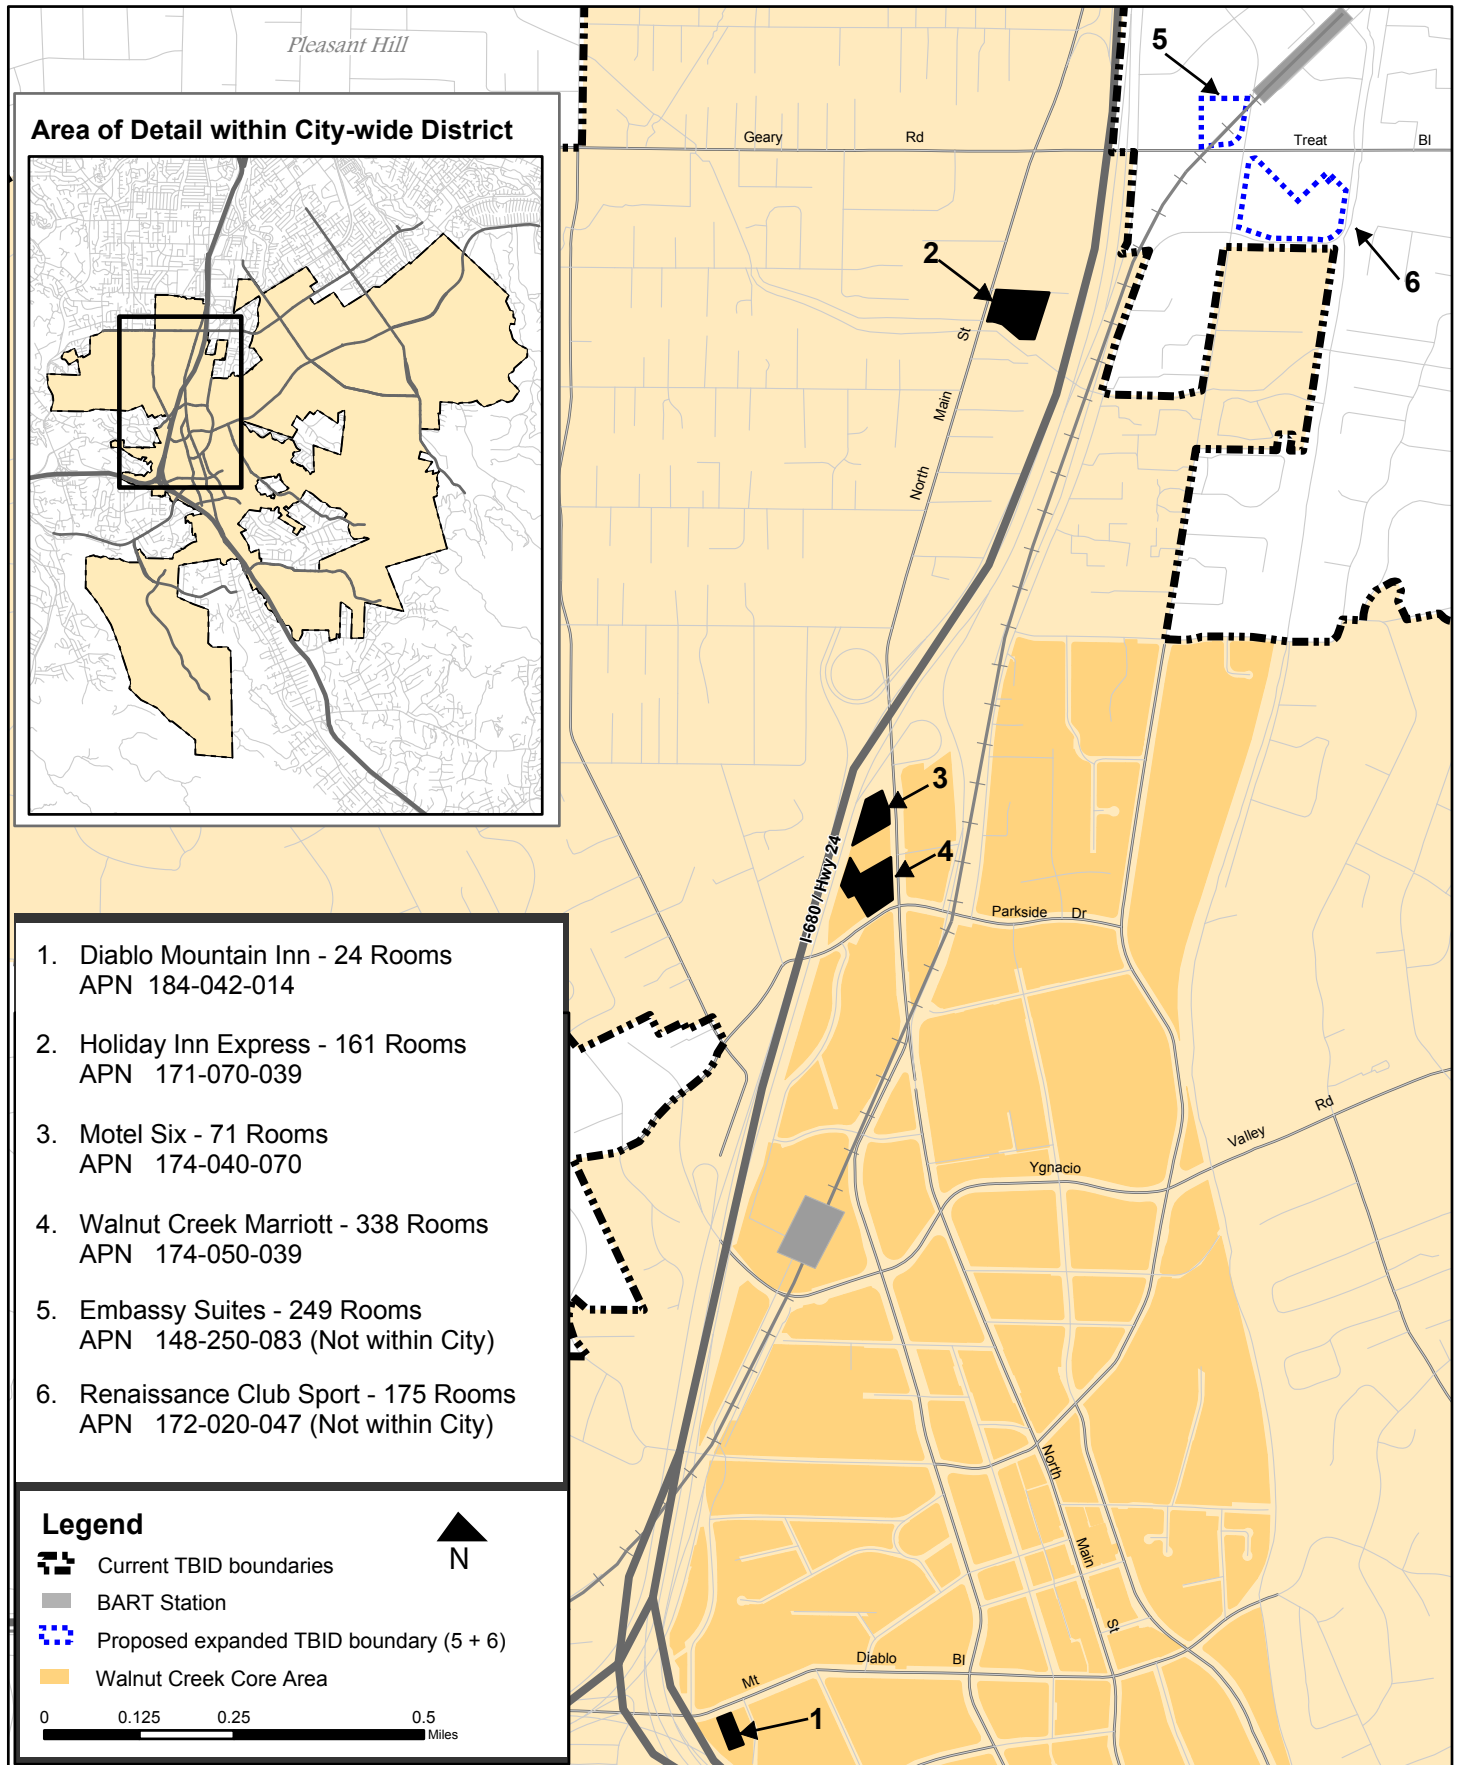 Pleasant Hill
Area of Detail within City-wide District
5
Geary Rd
Treat Bl
2
6
St
Main
North
3
4
I-680 / Hwy 24
Parkside Dr
1. Diablo Mountain Inn - 24 Rooms
APN 184-042-014
2. Holiday Inn Express - 161 Rooms
APN 171-070-039
3. Motel Six - 71 Rooms
APN 174-040-070
4. Walnut Creek Marriott - 338 Rooms
APN 174-050-039
5. Embassy Suites - 249 Rooms
APN 148-250-083 (Not within City)
6. Renaissance Club Sport - 175 Rooms
APN 172-020-047 (Not within City)
Ygnacio
Valley
Rd
North
Main
St
Mt
Diablo
Bl
1
Legend
N
Current TBID boundaries
BART Station
Proposed expanded TBID boundary (5 + 6)
Walnut Creek Core Area
0 0.125 0.25 0.5
Miles